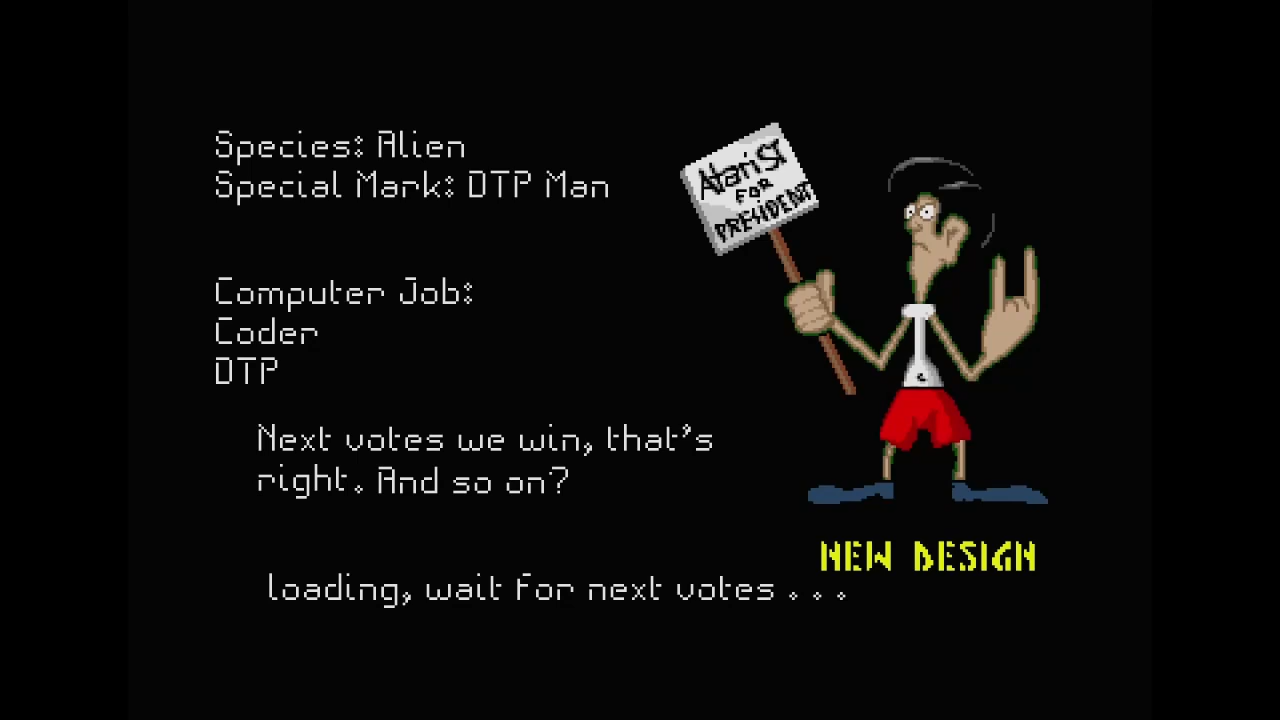 Species: Alien
Special Mark: DTP Man
Atari ST
FOR
PRESIDENT
Computer Job:
Coder
DTP
Next votes we win, that's
right. And so on?
NEW DESIGN
loading, wait for next votes ...